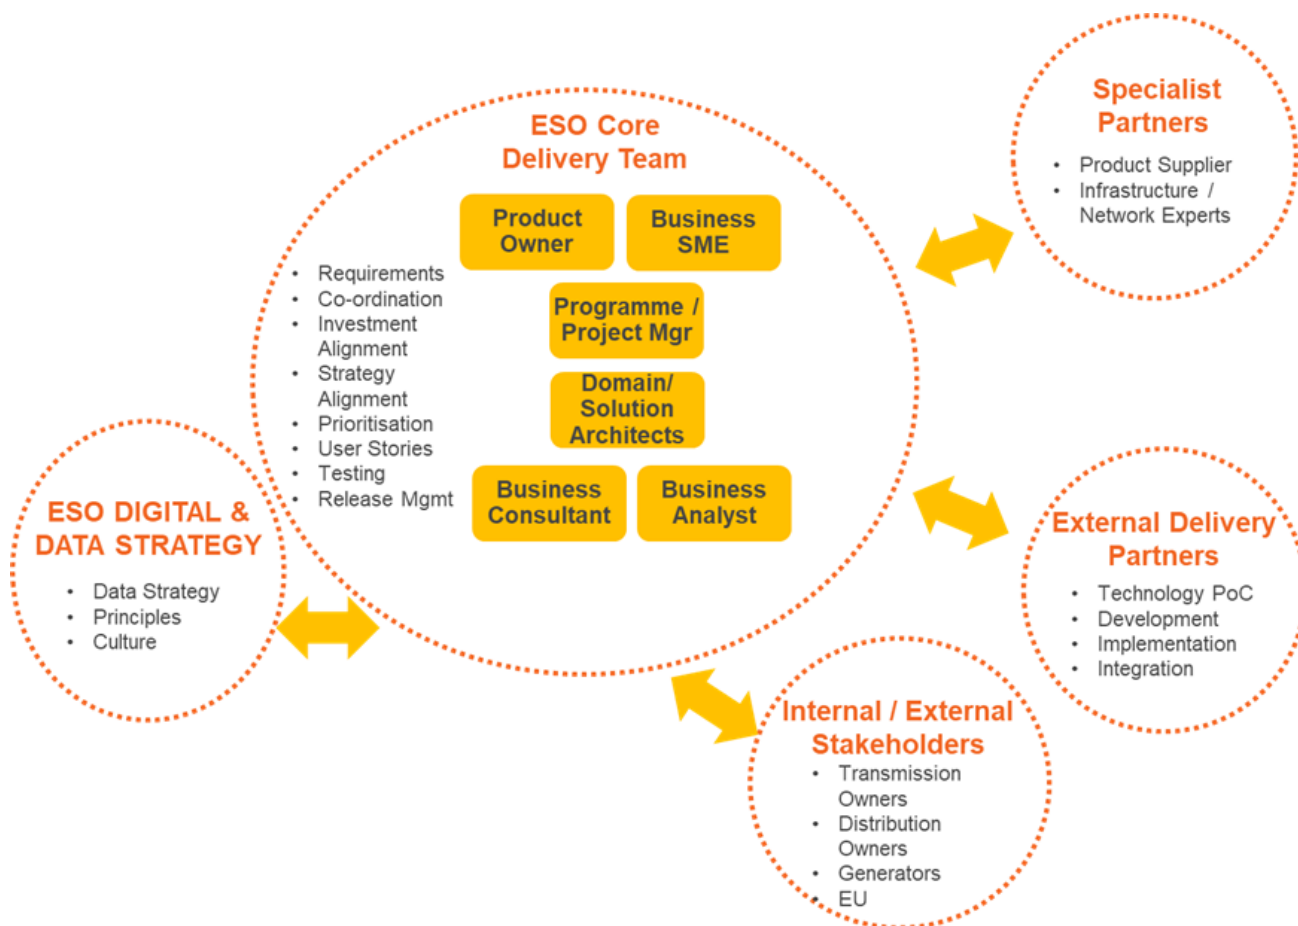 ESO Core
Delivery Team
Product
Owner
Business
SME
Programme /
Project Mgr
Domain/
Solution
Architects
Business
Consultant
Business
Analyst
• Requirements
• Co-ordination
• Investment
Alignment
• Strategy
Alignment
• Prioritisation
• User Stories
• Testing
• Release Mgmt
Specialist
Partners
• Product Supplier
• Infrastructure /
Network Experts
ESO DIGITAL &
DATA STRATEGY
• Data Strategy
• Principles
• Culture
External Delivery
Partners
• Technology PoC
• Development
• Implementation
• Integration
Internal / External
Stakeholders
• Transmission
Owners
• Distribution
Owners
• Generators
• EU